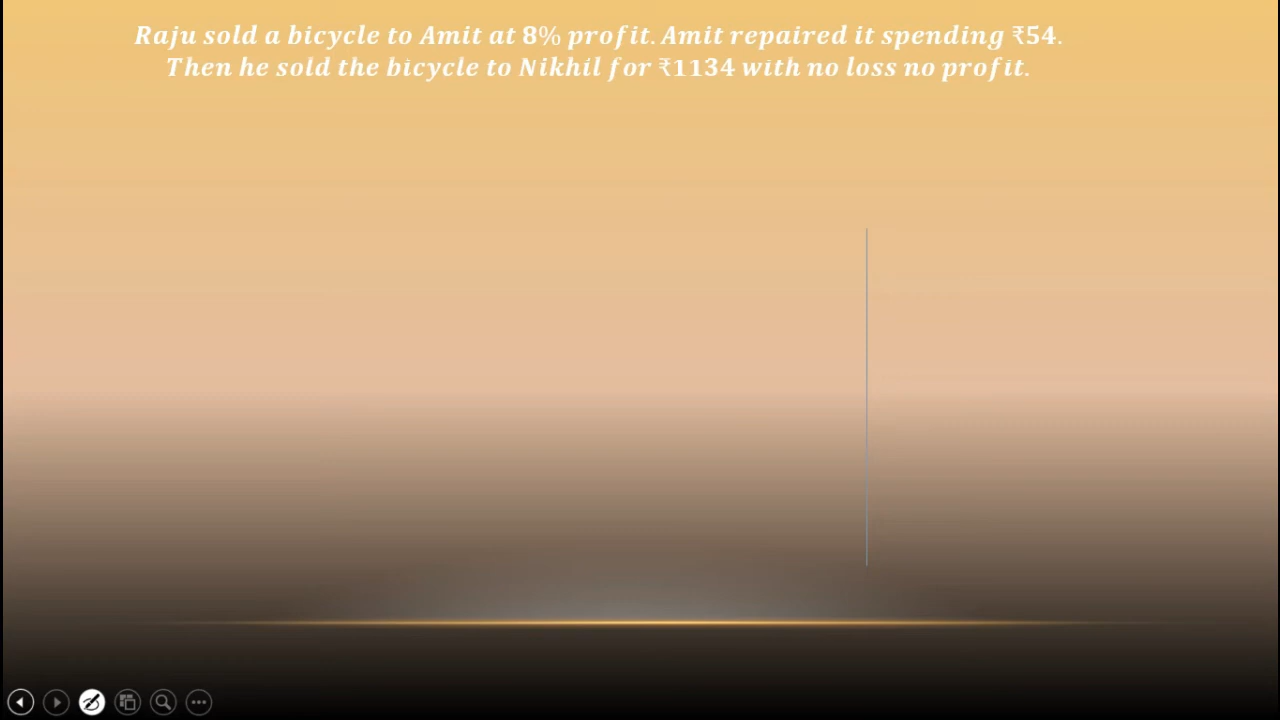 Raju sold a bicycle to Amit at 8% profit. Amit repaired it spending ₹54.
Then he sold the bicycle to Nikhil for ₹1134 with no loss no profit.